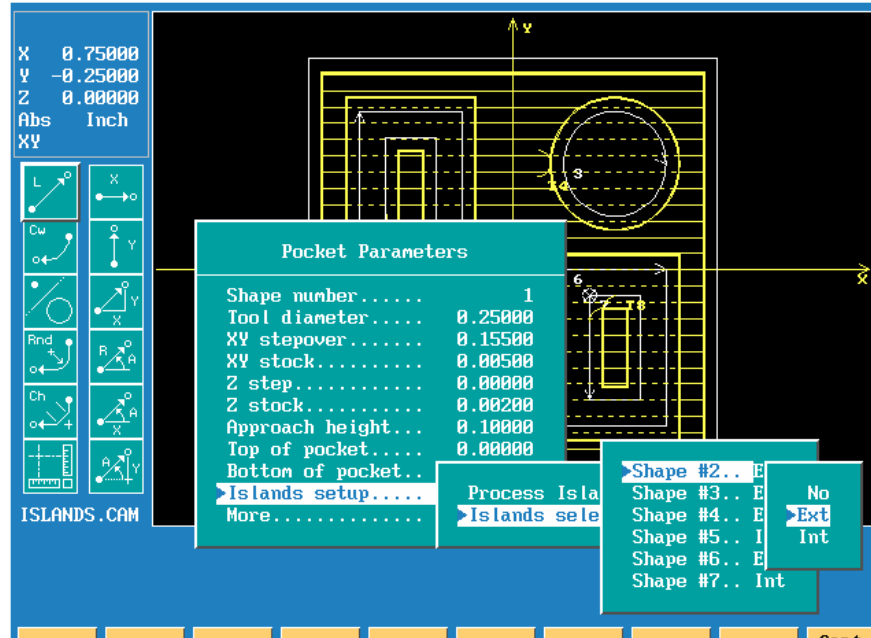 X 0.75000
Y -0.25000
Z 0.00000
Abs Inch
XY
L
X
Cw
Y
Y
X
Rnd
R
A
Ch
A
X
A
Y
ISLANDS.CAM
Y
X
3
6
7
Pocket Parameters
Shape number...... 1
Tool diameter..... 0.25000
XY stepover....... 0.15500
XY stock.......... 0.00500
Z step............ 0.00000
Z stock........... 0.00200
Approach height... 0.10000
Top of pocket..... 0.00000
Bottom of pocket..
Islands setup.....
More..............
Process Isla
Islands sele
Shape #2.. E
Shape #3.. E
Shape #4.. E
Shape #5.. I
Shape #6.. E
Shape #7.. Int
No
Ext
Int